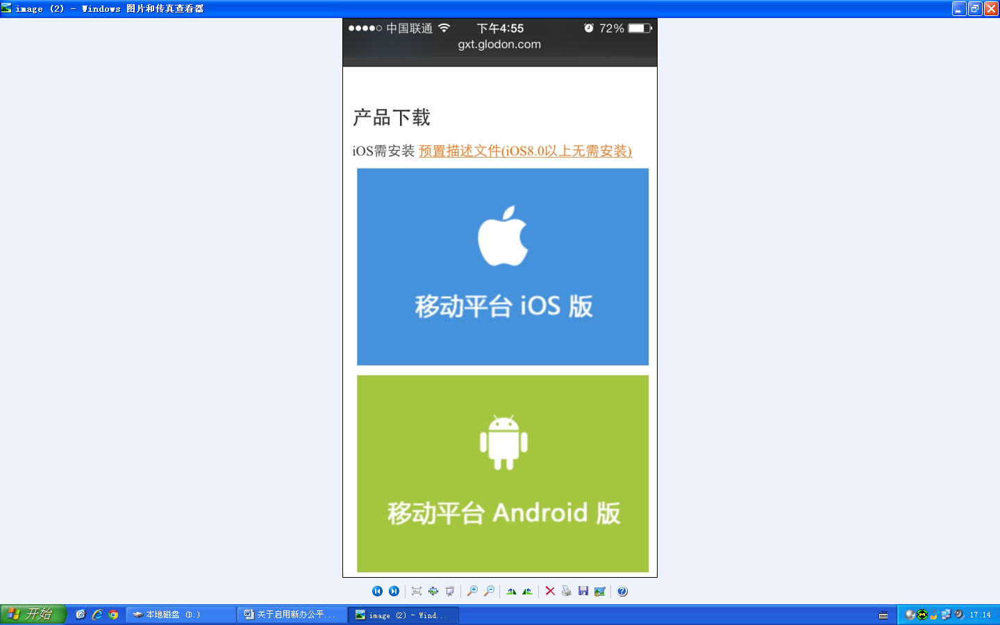 image (2) - Windows 图片和传真查看器
中国联通 下午4:55 72%
gxt.glodon.com
产品下载
iOS需安装 预置描述文件(iOS8.0以上无需安装)
移动平台 iOS 版
移动平台 Android 版
开始 本地磁盘 (D:) 关于启用新办公平... image (2) - Wind... 17:14